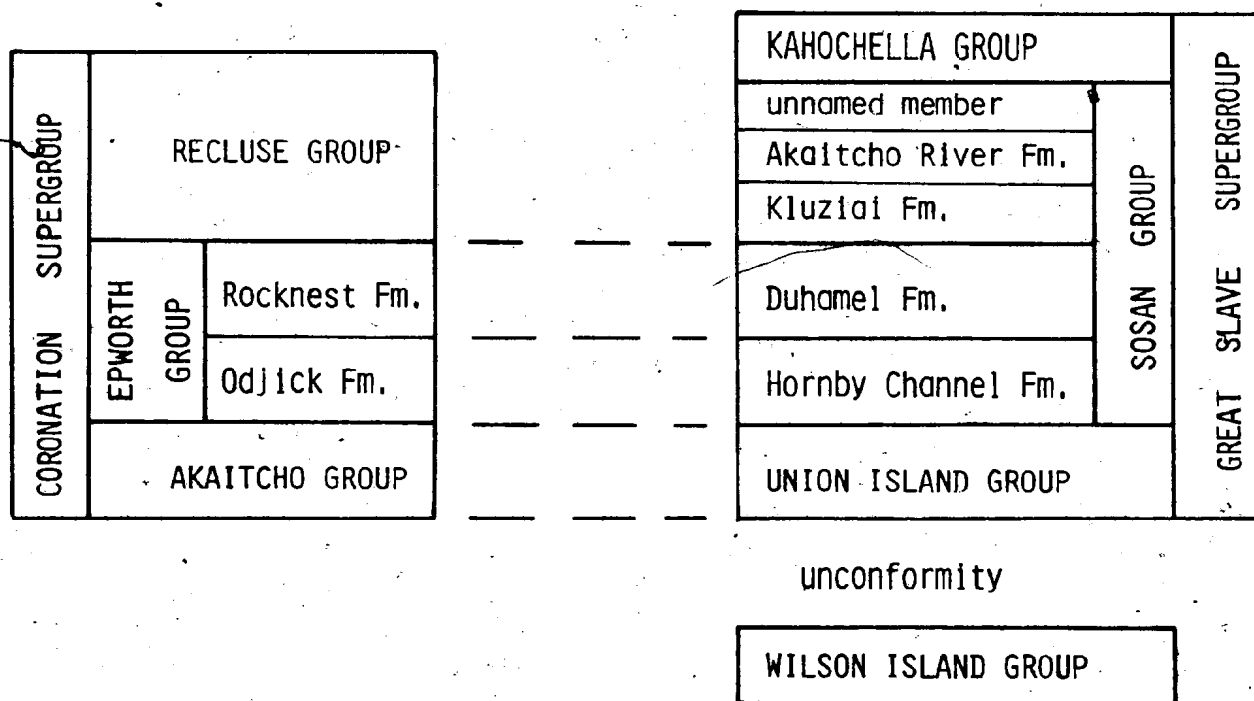 CORONATION SUPERGROUP
RECLUSE GROUP
EPWORTH
GROUP
Rocknest Fm.
Odjick Fm.
AKAITCHO GROUP
KAHOCHELLA GROUP
unnamed member
Akaitcho River Fm.
Kluziai Fm.
Duhamel Fm.
Hornby Channel Fm.
SOSAN GROUP
UNION ISLAND GROUP
GREAT SLAVE SUPERGROUP
unconformity
WILSON ISLAND GROUP